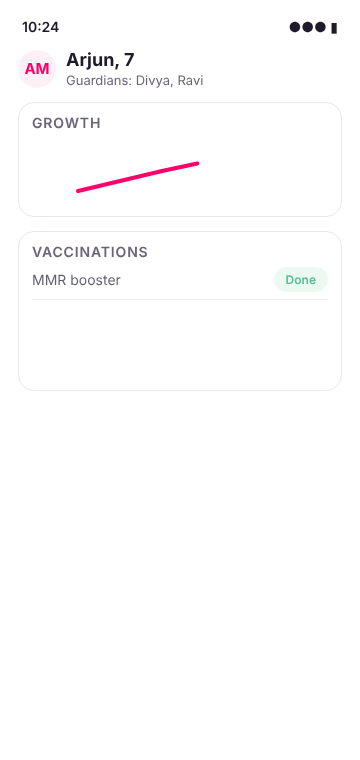 10:24
AM
Arjun, 7
Guardians: Divya, Ravi
GROWTH
VACCINATIONS
MMR booster
Done